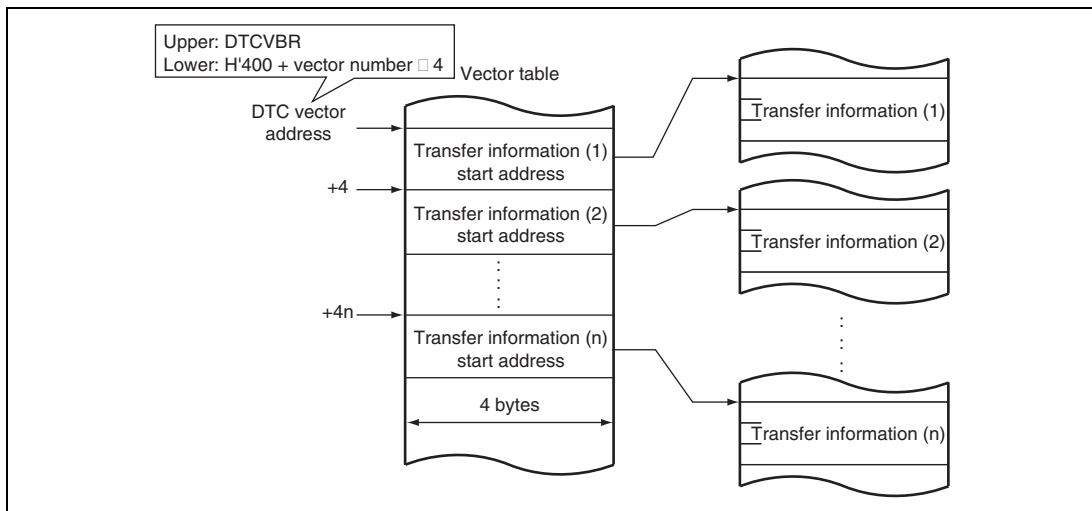 Upper: DTCVBR
Lower: H'400 + vector number □ 4
Vector table
DTC vector
address
Transfer information (1)
start address
+4
Transfer information (2)
start address
+4n
Transfer information (n)
start address
4 bytes
Transfer information (1)
Transfer information (2)
Transfer information (n)